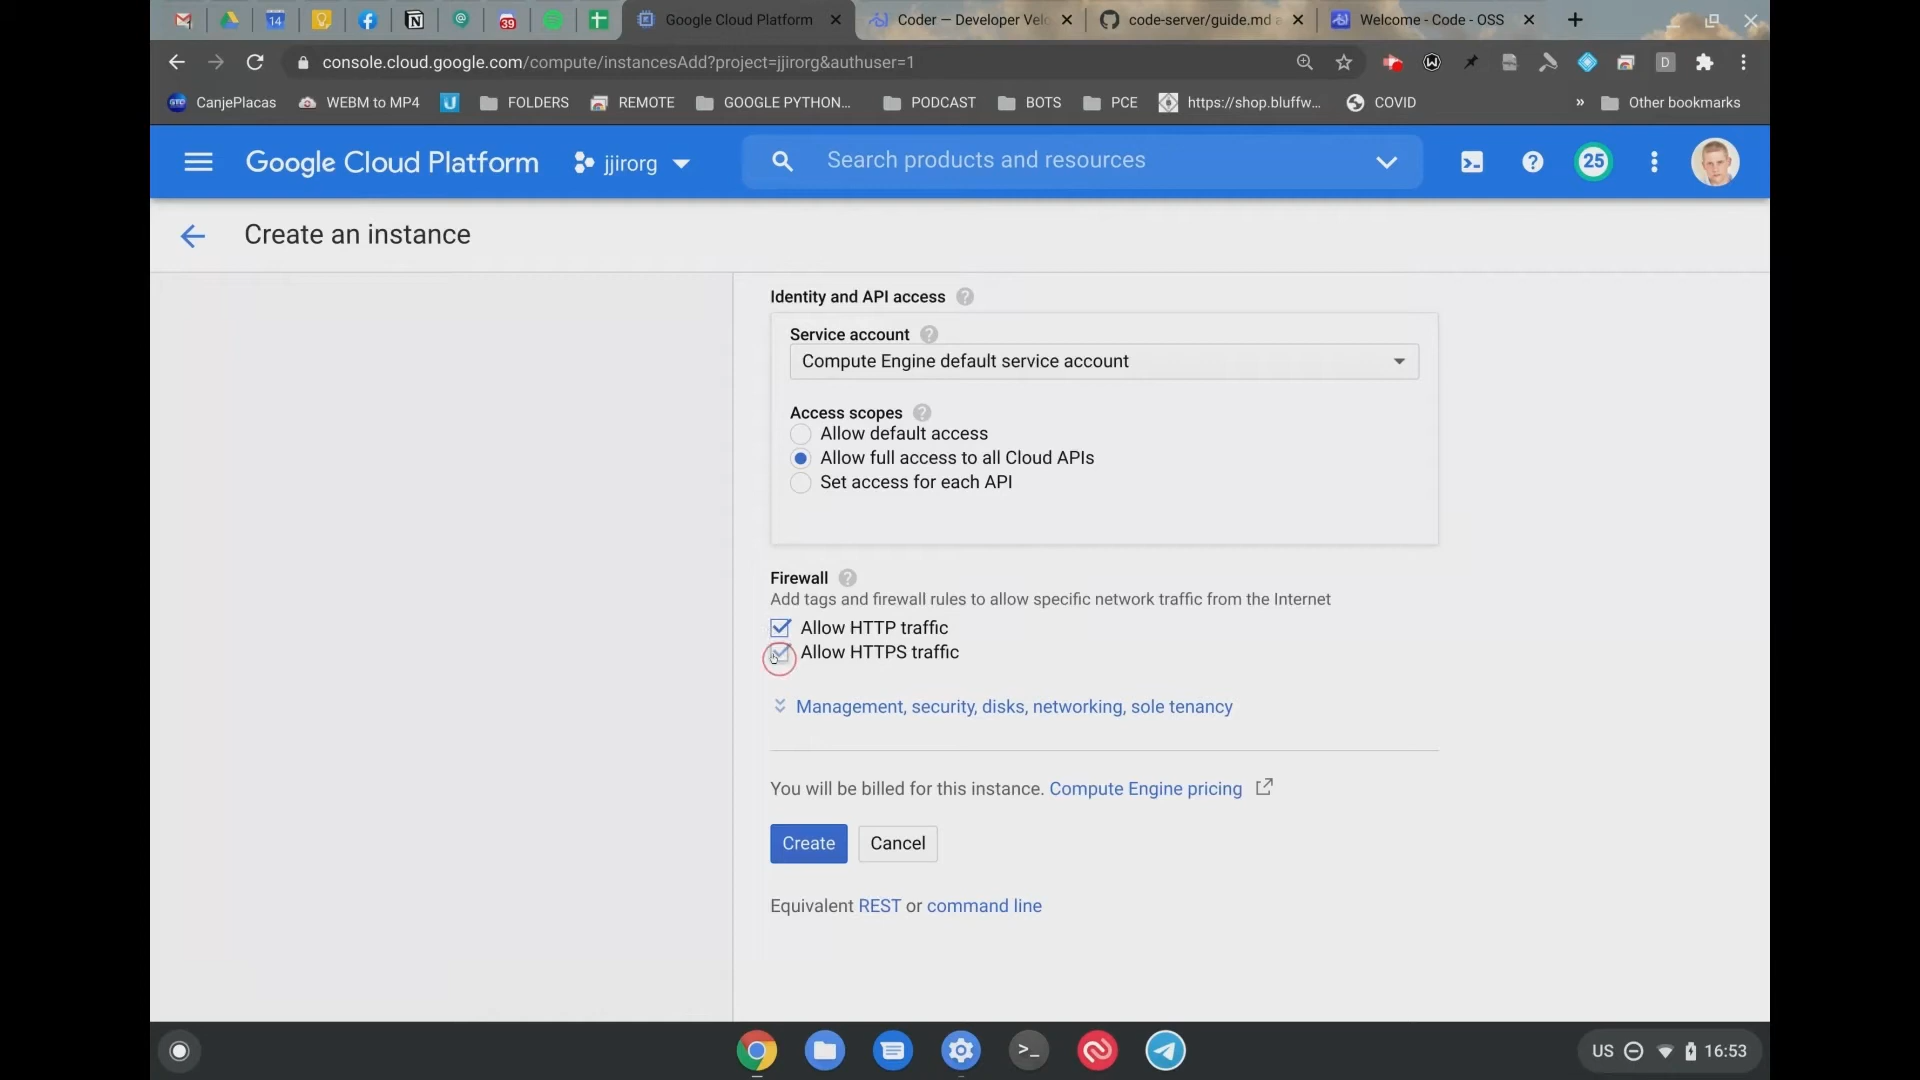 14
39
Google Cloud Platform
Coder — Developer Velo
code-server/guide.md a
Welcome - Code - OSS
console.cloud.google.com/compute/instancesAdd?project=jjirorg&authuser=1
D
GTD CanjePlacas
WEBM to MP4
FOLDERS
REMOTE
GOOGLE PYTHON...
PODCAST
BOTS
PCE
https://shop.bluffw...
COVID
» Other bookmarks
Google Cloud Platform
jjirorg
Search products and resources
25
Create an instance
Identity and API access
Service account
Compute Engine default service account
Access scopes
Allow default access
Allow full access to all Cloud APIs
Set access for each API
Firewall
Add tags and firewall rules to allow specific network traffic from the Internet
Allow HTTP traffic
Allow HTTPS traffic
Management, security, disks, networking, sole tenancy
You will be billed for this instance. Compute Engine pricing
Create
Cancel
Equivalent REST or command line
US
16:53